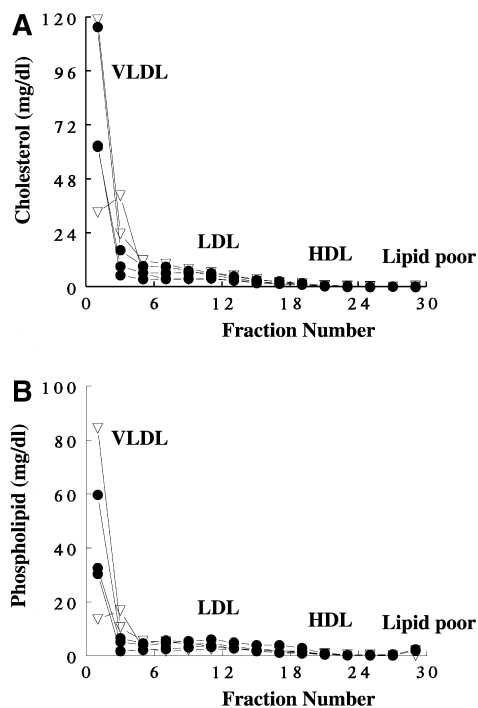 A
Cholesterol (mg/dl)
120
96
72
48
24
0
VLDL
LDL
HDL
Lipid poor
0 6 12 18 24 30
Fraction Number
B
Phospholipid (mg/dl)
100
80
60
40
20
0
VLDL
LDL
HDL
Lipid poor
0 6 12 18 24 30
Fraction Number